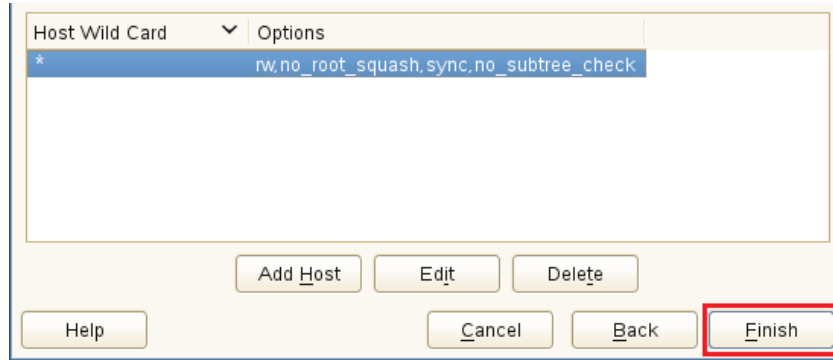 Host Wild Card Options
* rw,no_root_squash,sync,no_subtree_check
Add Host Edit Delete
Help Cancel Back Finish